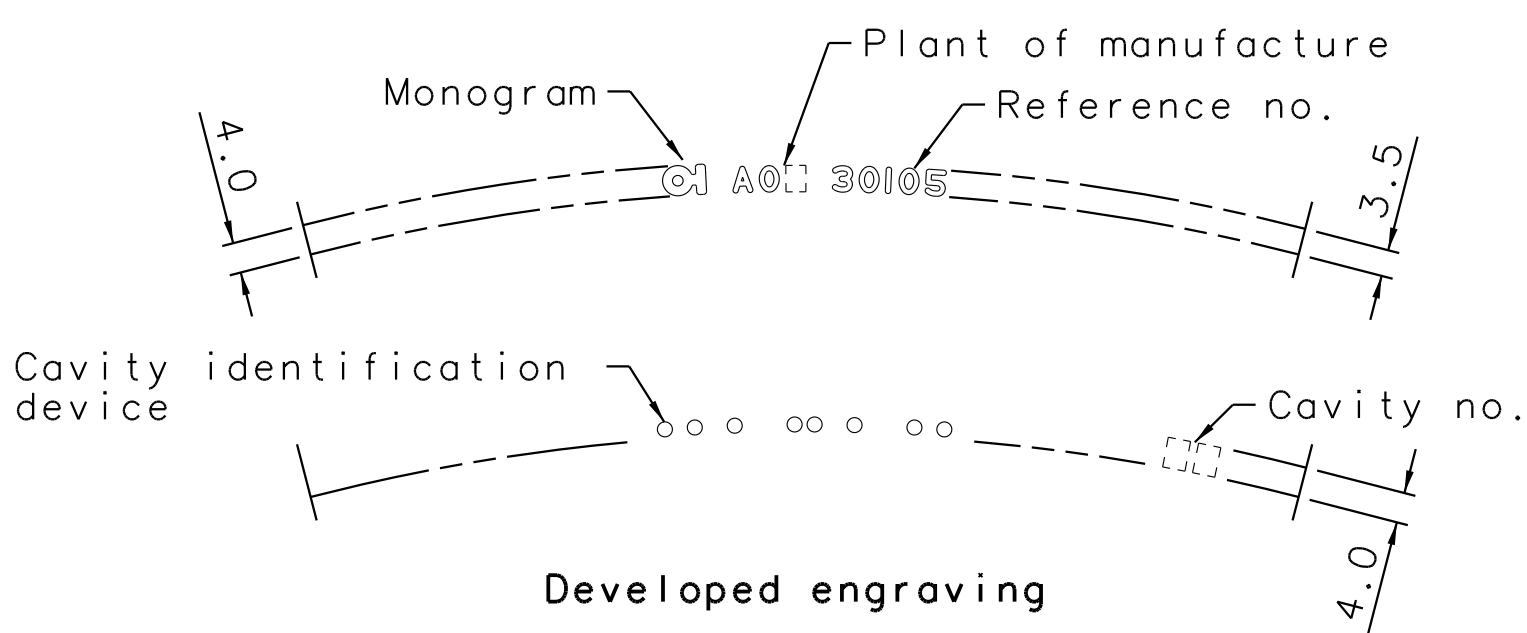 Plant of manufacture
Monogram
Reference no.
4.0
3.5
AO 30105
Cavity identification
device
Cavity no.
4.0
Developed engraving